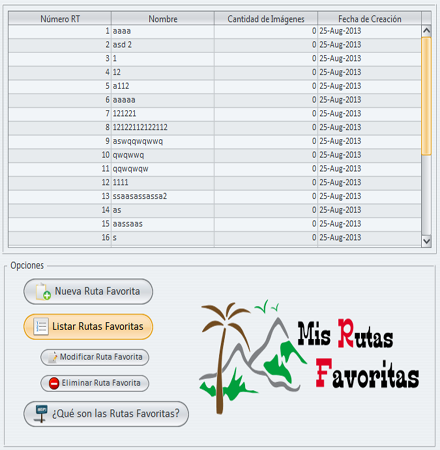 Número RT Nombre Cantidad de Imágenes Fecha de Creación
1 aaaa 0 25-Aug-2013
2 asd 2 0 25-Aug-2013
3 1 0 25-Aug-2013
4 12 0 25-Aug-2013
5 a112 0 25-Aug-2013
6 aaaaa 0 25-Aug-2013
7 121221 0 25-Aug-2013
8 12122112122112 0 25-Aug-2013
9 aswqqwqwwq 0 25-Aug-2013
10 qwqwwq 0 25-Aug-2013
11 qqwqwqw 0 25-Aug-2013
12 1111 0 25-Aug-2013
13 ssaasassassa2 0 25-Aug-2013
14 as 0 25-Aug-2013
15 aassaas 0 25-Aug-2013
16 s 0 25-Aug-2013
Opciones
Nueva Ruta Favorita
Listar Rutas Favoritas
Modificar Ruta Favorita
Eliminar Ruta Favorita
¿Qué son las Rutas Favoritas?
Mis Rutas
Favoritas